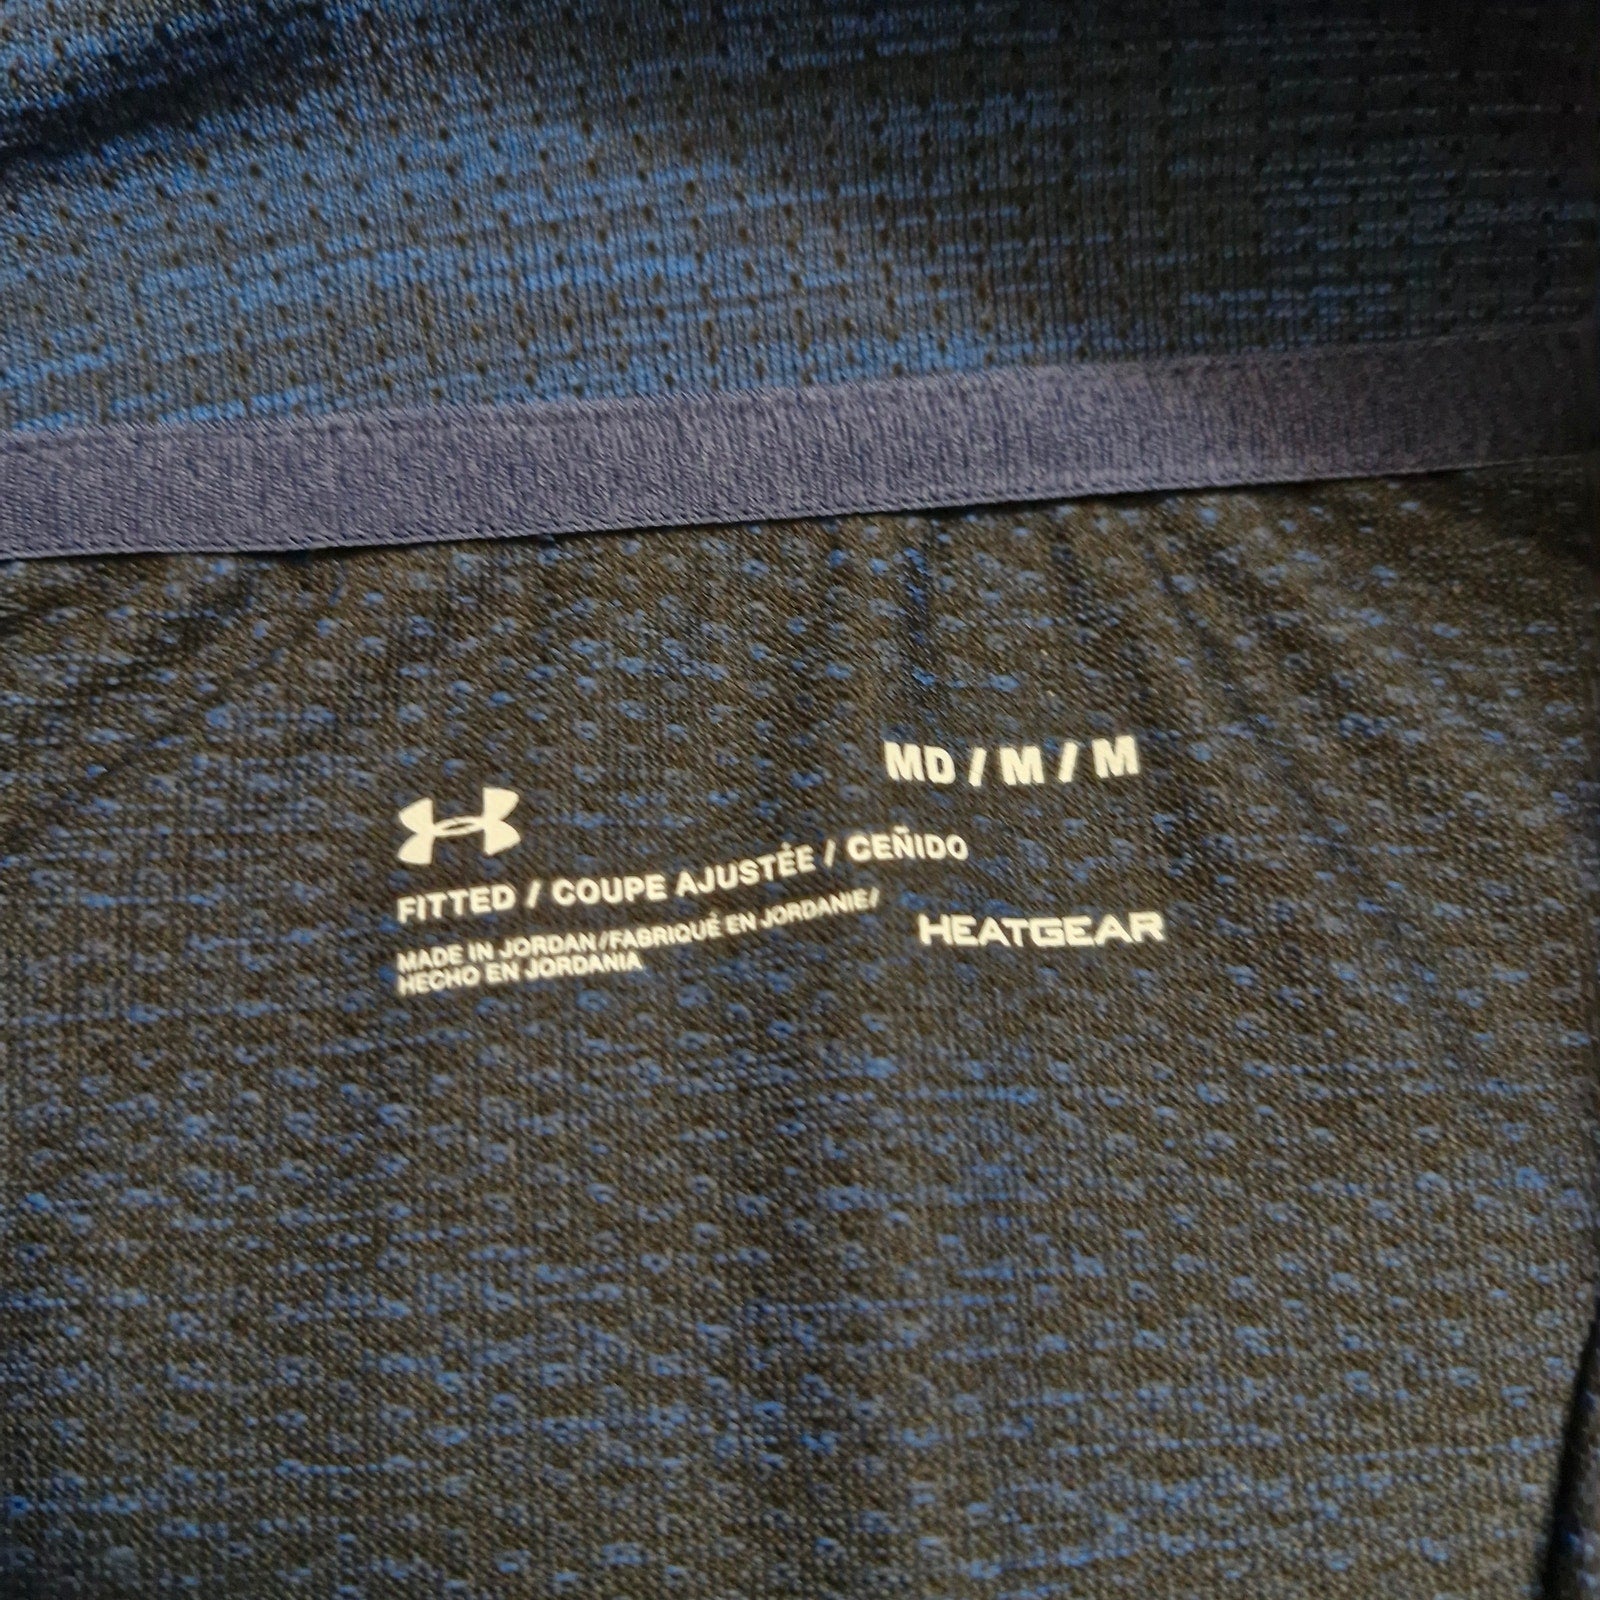 MD / M / M
FITTED / COUPE AJUSTÉE / CEÑIDO
MADE IN JORDAN/FABRIQUÉ EN JORDANIE/
HECHO EN JORDANIA
HEATGEAR